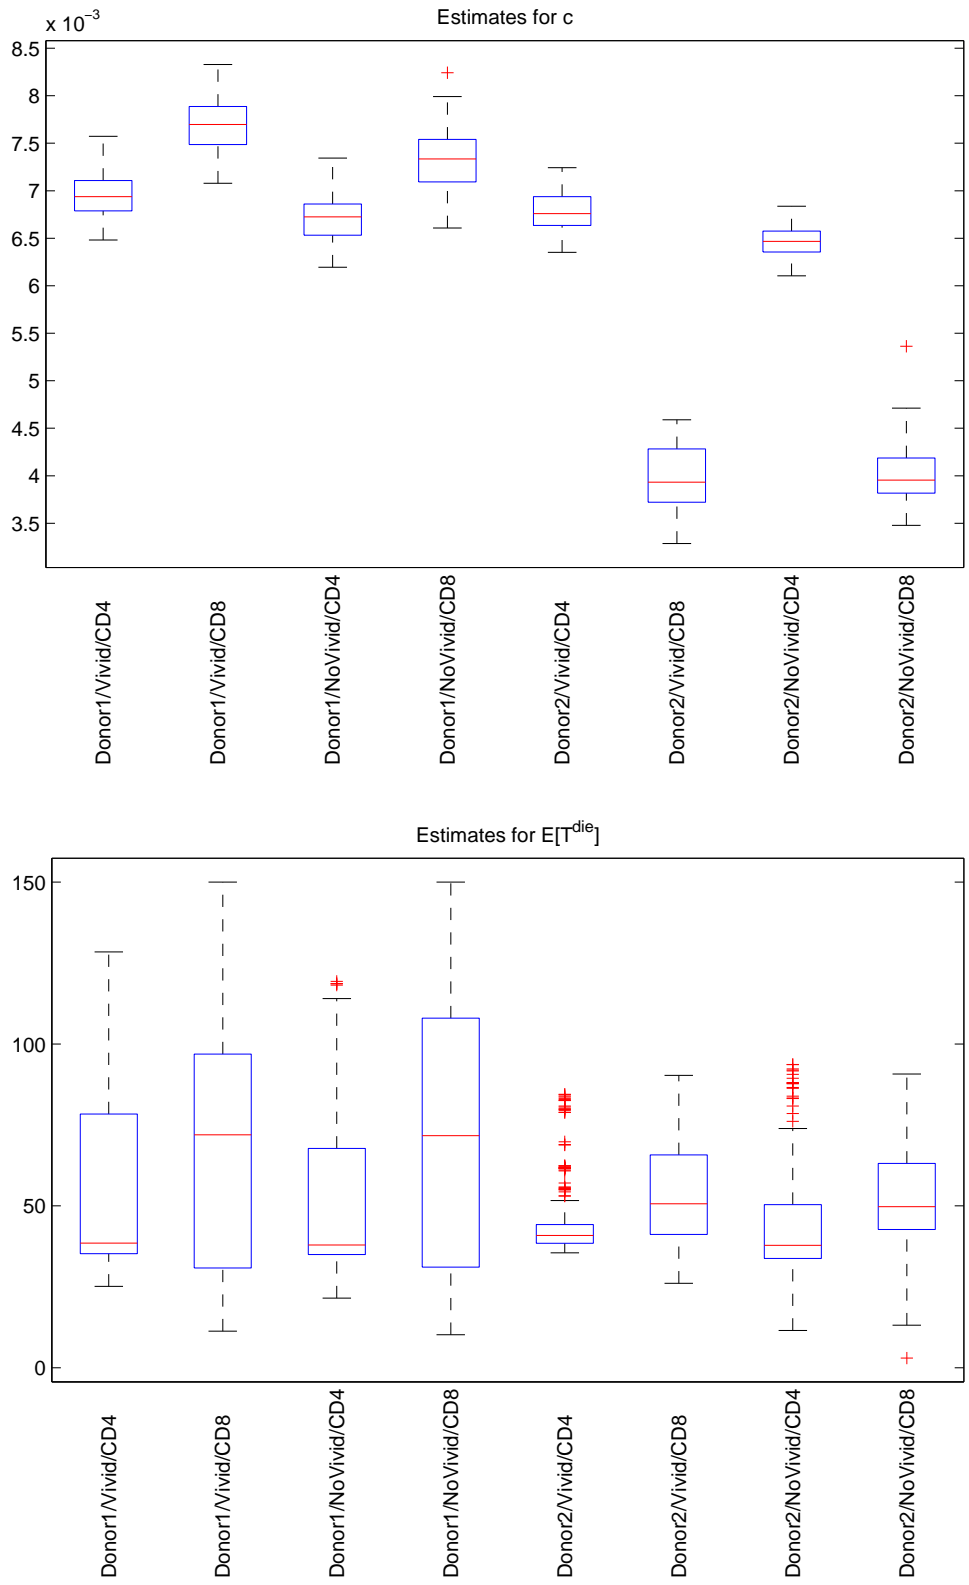 Estimates for c
x 10⁻³
8.5
8
7.5
7
6.5
6
5.5
5
4.5
4
3.5
Donor1/Vivid/CD4
Donor1/Vivid/CD8
Donor1/NoVivid/CD4
Donor1/NoVivid/CD8
Donor2/Vivid/CD4
Donor2/Vivid/CD8
Donor2/NoVivid/CD4
Donor2/NoVivid/CD8
Estimates for E[T^die]
150
100
50
0
Donor1/Vivid/CD4
Donor1/Vivid/CD8
Donor1/NoVivid/CD4
Donor1/NoVivid/CD8
Donor2/Vivid/CD4
Donor2/Vivid/CD8
Donor2/NoVivid/CD4
Donor2/NoVivid/CD8